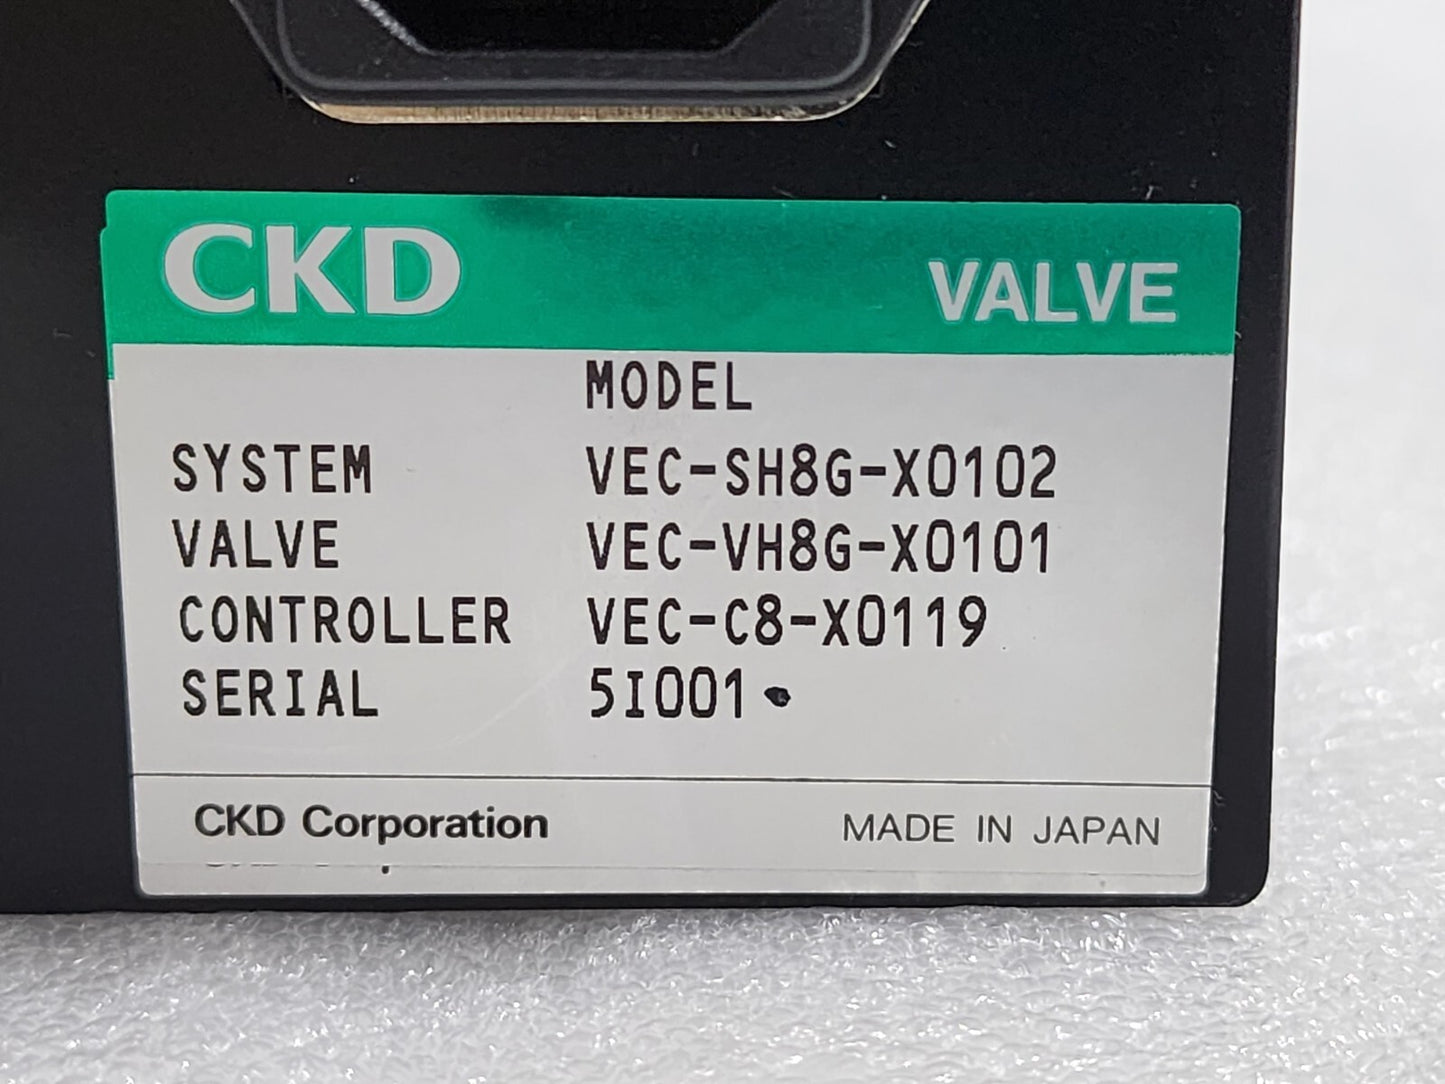 CKD VALVE
MODEL
SYSTEM VEC-SH8G-X0102
VALVE VEC-VH8G-X0101
CONTROLLER VEC-C8-X0119
SERIAL 5I001
CKD Corporation MADE IN JAPAN